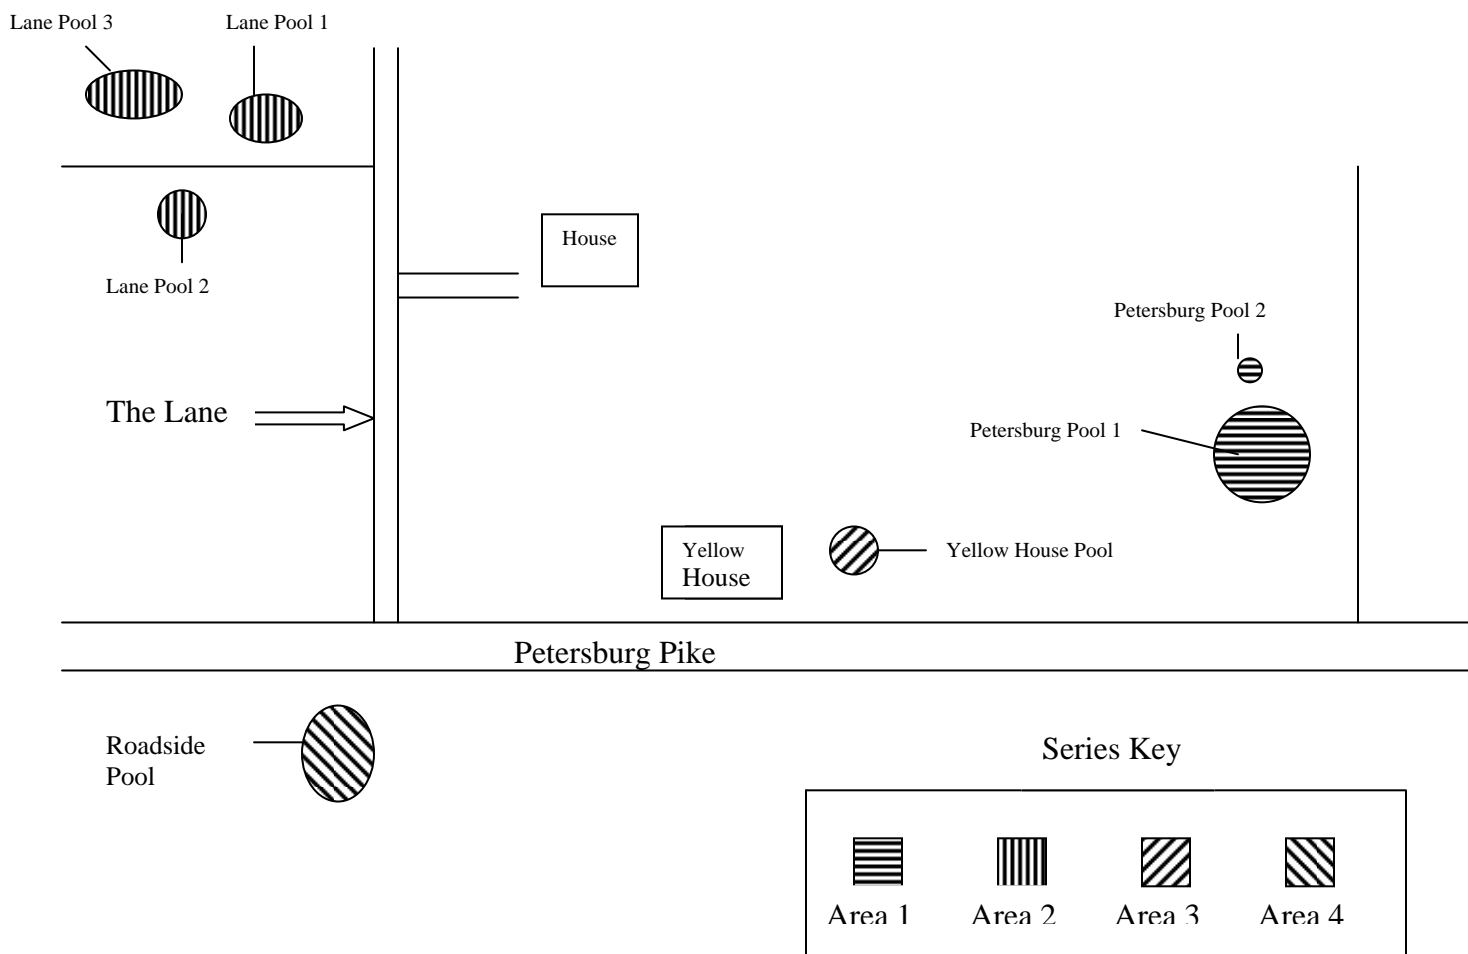 Lane Pool 3
Lane Pool 1
House
Lane Pool 2
Petersburg Pool 2
The Lane
Petersburg Pool 1
Yellow
House
Yellow House Pool
Petersburg Pike
Roadside
Pool
Series Key
Area 1
Area 2
Area 3
Area 4